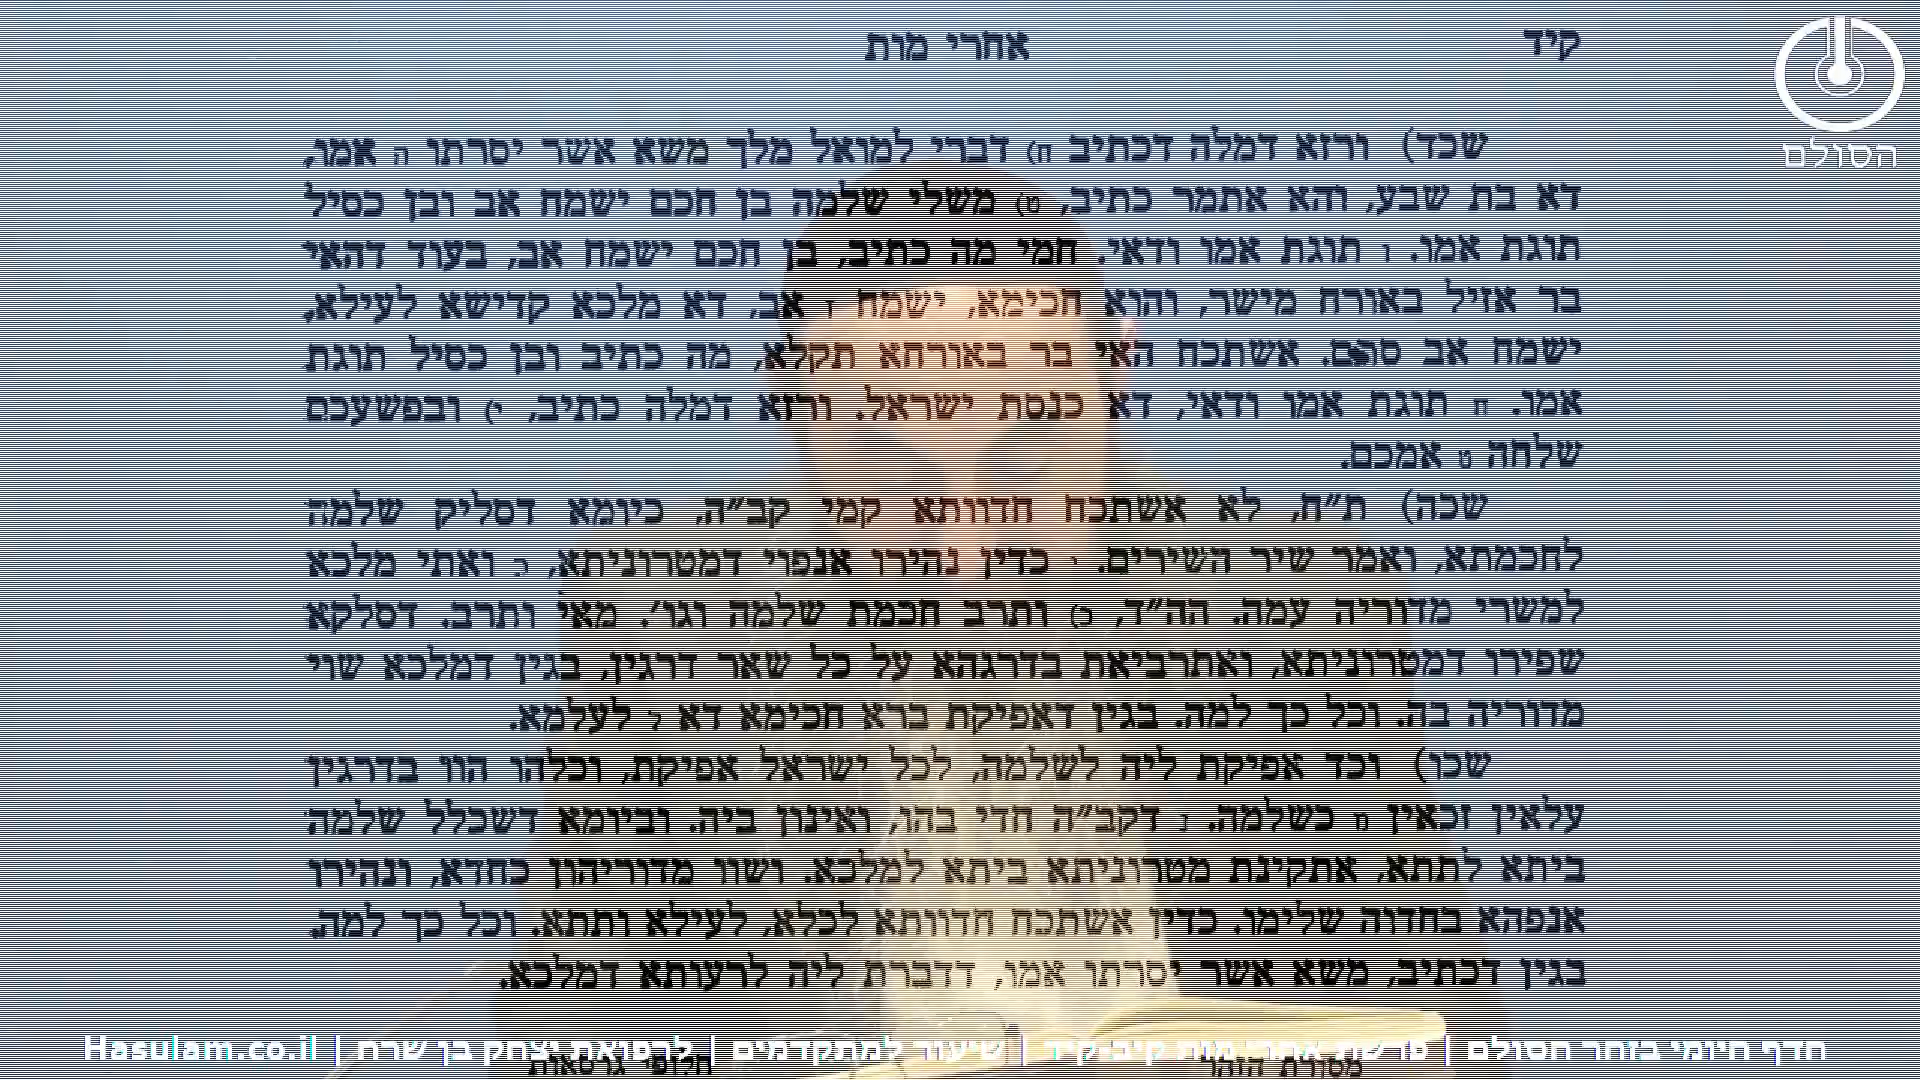 קיד
אחרי מות
הסולם
שכד) ורזא דמלה דכתיב ח) דברי למואל מלך משא אשר יסרתו ה אמו,
דא בת שבע, והא אתמר כתיב, ט) משלי שלמה בן חכם ישמח אב ובן כסיל
תוגת אמו. ו תוגת אמו ודאי. חמי מה כתיב, בן חכם ישמח אב, בעוד דהאי
בר אזיל באורח מישר, והוא חכימא, ישמח ז אב, דא מלכא קדישא לעילא,
ישמח אב סתם. אשתכח האי בר באורחא תקלא, מה כתיב ובן כסיל תוגת
אמו. ח תוגת אמו ודאי, דא כנסת ישראל. ורזא דמלה כתיב, י) ובפשעכם
שלחה ט אמכם.
שכה) ת״ח, לא אשתכח חדוותא קמי קב״ה, כיומא דסליק שלמה
לחכמתא, ואמר שיר השירים. י כדין נהירו אנפוי דמטרוניתא, כ ואתי מלכא
למשרי מדוריה עמה. הה״ד, כ) ותרב חכמת שלמה וגו׳. מאי ותרב. דסלקא
שפירו דמטרוניתא, ואתרביאת בדרגהא על כל שאר דרגין, בגין דמלכא שוי
מדוריה בה. וכל כך למה. בגין דאפיקת ברא חכימא דא ל לעלמא.
שכו) וכד אפיקת ליה לשלמה, לכל ישראל אפיקת, וכלהו הוו בדרגין
עלאין זכאין מ כשלמה. נ דקב״ה חדי בהו, ואינון ביה. וביומא דשכלל שלמה
ביתא לתתא, אתקינת מטרוניתא ביתא למלכא. ושוו מדוריהון כחדא, ונהירו
אנפהא בחדוה שלימו. כדין אשתכח חדוותא לכלא, לעילא ותתא. וכל כך למה.
בגין דכתיב, משא אשר יסרתו אמו, דדברת ליה לרעותא דמלכא.
חדף היומי בזוהר הסולם | פרשת אחרי מות קיב-קיד | שיעור למתקדמים | לרפואת יצחק בן שרה | Hasulam.co.il
מסורת הזהר
חלופי גרסאות